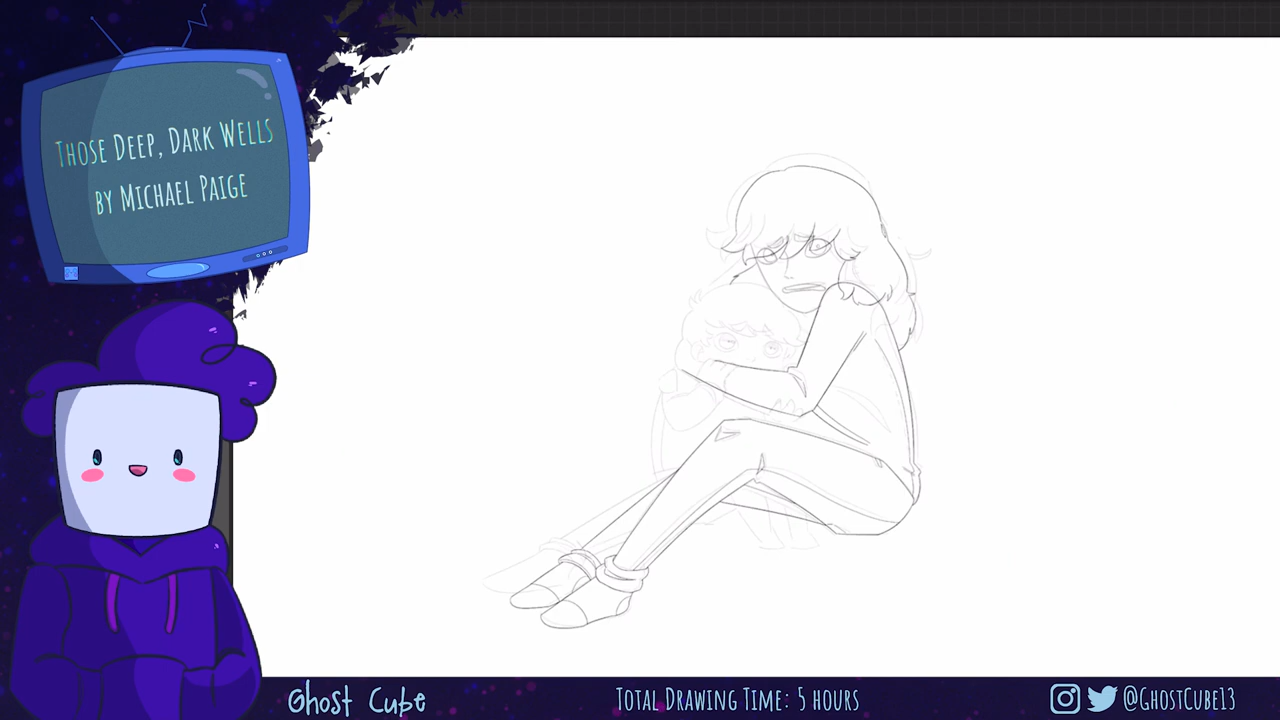 Those Deep, Dark Wells
by Michael Paige
Ghost Cube
Total Drawing Time: 5 hours
@GhostCube13